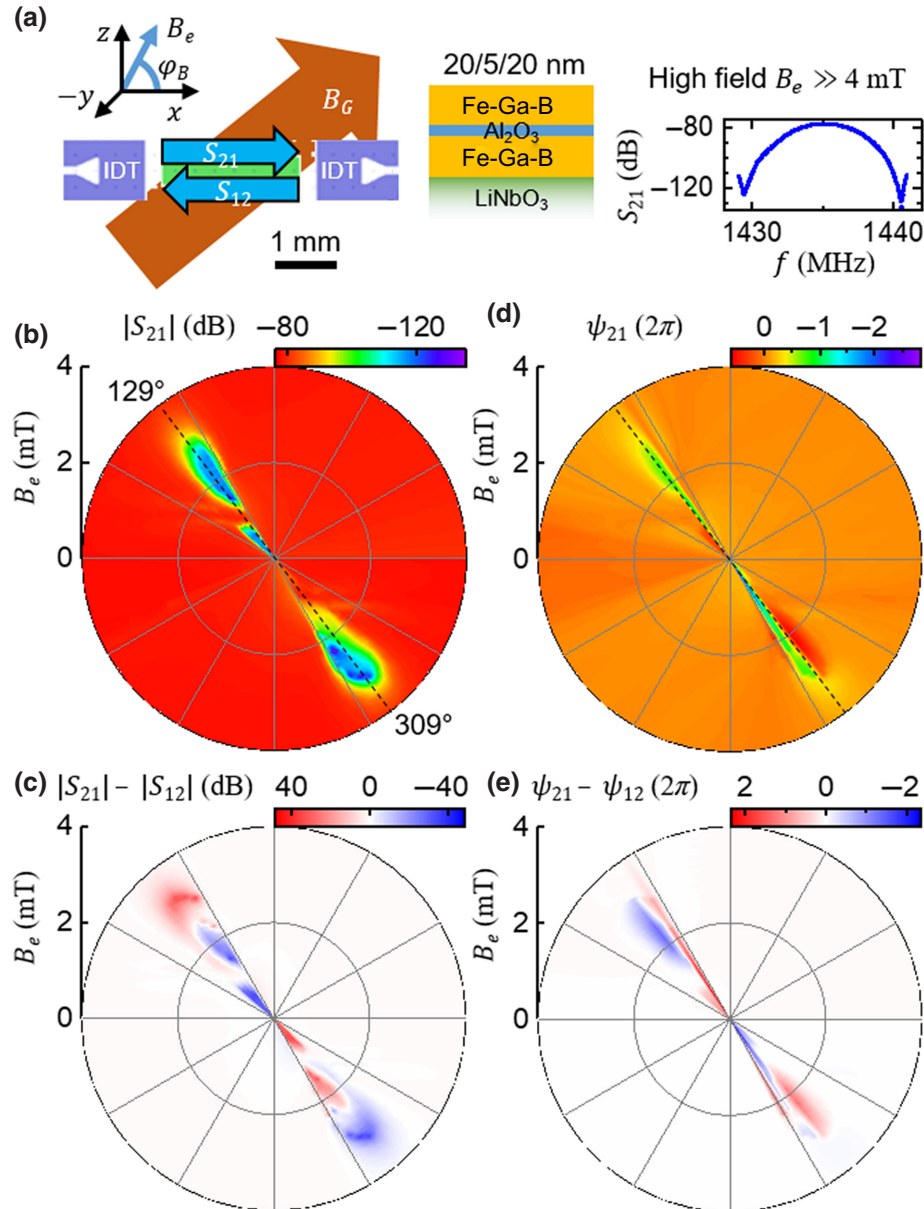 (a)
z
B_e
φ_B
−y
x
B_G
IDT
S_21
IDT
S_12
1 mm
20/5/20 nm
Fe-Ga-B
Al₂O₃
Fe-Ga-B
LiNbO₃
High field B_e ≫ 4 mT
S_21 (dB)
−80
−120
1430
1440
f (MHz)
(b)
|S_21| (dB)
−80
−120
4
129°
B_e (mT)
2
0
309°
(d)
ψ_21 (2π)
0
−1
−2
4
B_e (mT)
2
0
(c)
|S_21| − |S_12| (dB)
40
0
−40
4
B_e (mT)
2
0
(e)
ψ_21 − ψ_12 (2π)
2
0
−2
4
B_e (mT)
2
0